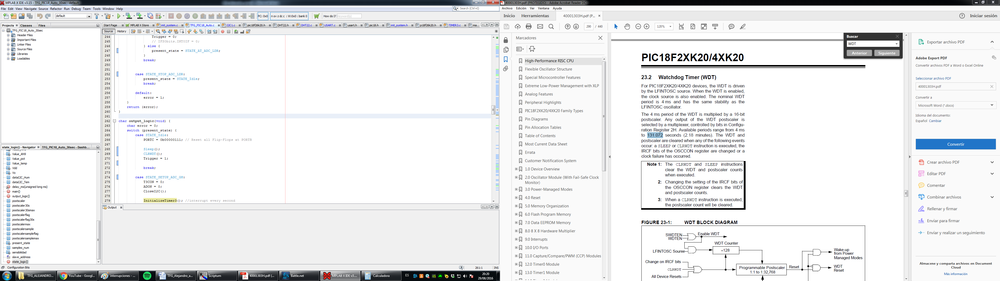 MPLAB X IDE v3.15 - TFG_PIC18_Auto_30sec : default
File Edit View Navigate Source Refactor Run Debug Team Tools Window Help
Search (Ctrl+I)
default
PC: 0x0
n ov z dc c : W:0x0 : bank 0
How do I?
Keyword(s)
Projects
Classes
Files
TFG_PIC18_Auto_30sec
Header Files
Important Files
Linker Files
Source Files
Libraries
Loadables
state_logic() - Navigator
TFG_PIC18_Auto_30sec - Dashb...
Value_AN9
Value_pot
Value_temp
Vdd
Vo
dataI2C_Hum
dataI2C_Tem
delay_ms(unsigned long ms)
main()
output_logic()
postscaler
postscaler30s
postscaler30smax
postscalerflag
postscalerflag30s
postscalermax
postscalersample
postscalersampleflag
postscalersamplemax
present_state
samples_num
sensibilidad
slave_address
state_logic()
Configuration Bits
Start Page
MPLAB X Store
init_system.c
TFG_PIC18_Auto.c
I2C1.c
pic18f26k20.h
DHT22.h
DHT22.c
USART.c
usart.h
pic18.h
init_system.h
p18f26k20.h
TIMER3.c
ma...
Source
History
244 Trigger = 0;
245 // IFS0bits.INT0IF = 0;
246 } else {
247 present_state = STATE_AT_ADC_LDR;
248 }
249 break;
250
251
252 case STATE_STOP_ADC_LDR:
253 present_state = STATE_Idle;
254 break;
255
256 default:
257 error = 1;
258 }
259 return (error);
260 }
261
262 char output_logic(void) {
263 char error = 0;
264 switch (present_state) {
265 case STATE_Idle:
266 PORTC = 0b00000111; // Reset all Flip-Flops at PORTB
267
268 Sleep();
269 CLRWDT();
270 Trigger = 1;
271
272 break;
273
274 case STATE_SETUP_ADC_GH:
275 T3CON = 0;
276 ADON = 0;
277 CloseI2C();
278
279 InitializeTimer3(); //interrupt every second
Output
3
261:1
INS
TFG_ALEJANDRO...
YouTube - Googl...
interrupciones - ...
TFG_Alejandro_a...
Scriptum
40001303H.pdf (...
Battle.net
MPLAB X IDE v3....
Calculadora
ES
20:20
29/08/2016
40001303H.pdf (PROTEGIDO) - Adobe Acrobat Reader DC
Archivo Edición Ver Ventana Ayuda
Inicio
Herramientas
40001303H.pdf (P...
Iniciar sesión
290 / 440
120%
Marcadores
High-Performance RISC CPU
Flexible Oscillator Structure
Special Microcontroller Features
Extreme Low-Power Management with XLP
Analog Features
Peripheral Highlights
PIC18F2XK20/4XK20 Family Types
Pin Diagrams
Pin Allocation Tables
Table of Contents
Most Current Data Sheet
Errata
Customer Notification System
1.0 Device Overview
2.0 Oscillator Module (With Fail-Safe Clock
Monitor)
3.0 Power-Managed Modes
4.0 Reset
5.0 Memory Organization
6.0 Flash Program Memory
7.0 Data EEPROM Memory
8.0 8 X 8 Hardware Multiplier
9.0 Interrupts
10.0 I/O Ports
11.0 Capture/Compare/PWM (CCP) Modules
12.0 Timer0 Module
13.0 Timer1 Module
PIC18F2XK20/4XK20
23.2 Watchdog Timer (WDT)
For PIC18F2XK20/4XK20 devices, the WDT is driven
by the LFINTOSC source. When the WDT is enabled,
the clock source is also enabled. The nominal WDT
period is 4 ms and has the same stability as the
LFINTOSC oscillator.
The 4 ms period of the WDT is multiplied by a 16-bit
postscaler. Any output of the WDT postscaler is
selected by a multiplexer, controlled by bits in Configu-
ration Register 2H. Available periods range from 4 ms
to 131.072 seconds (2.18 minutes). The WDT and
postscaler are cleared when any of the following events
occur: a SLEEP or CLRWDT instruction is executed, the
IRCF bits of the OSCCON register are changed or a
clock failure has occurred.
Note 1: The CLRWDT and SLEEP instructions
clear the WDT and postscaler counts
when executed.
2: Changing the setting of the IRCF bits of
the OSCCON register clears the WDT
and postscaler counts.
3: When a CLRWDT instruction is executed,
the postscaler count will be cleared.
FIGURE 23-1: WDT BLOCK DIAGRAM
SWDTEN
WDTEN
Enable WDT
WDT Counter
LFINTOSC Source
÷128
Wake-up
from Power
Managed Modes
Change on IRCF bits
CLRWDT
All Device Resets
Programmable Postscaler
1:1 to 1:32,768
Reset
WDT
Reset
Buscar
WDT
Anterior
Siguiente
Exportar archivo PDF
Adobe Export PDF
Convertir archivos PDF a Word o Excel Online
Seleccionar archivo PDF
40001303H.pdf
Convertir a
Microsoft Word (*.docx)
Idioma del documento:
Español Cambiar
Convertir
Crear archivo PDF
Editar PDF
Comentar
Combinar archivos
Rellenar y firmar
Enviar para firmar
Enviar y realizar un seguimiento
Almacene y comparta archivos en Document
Cloud
Más información